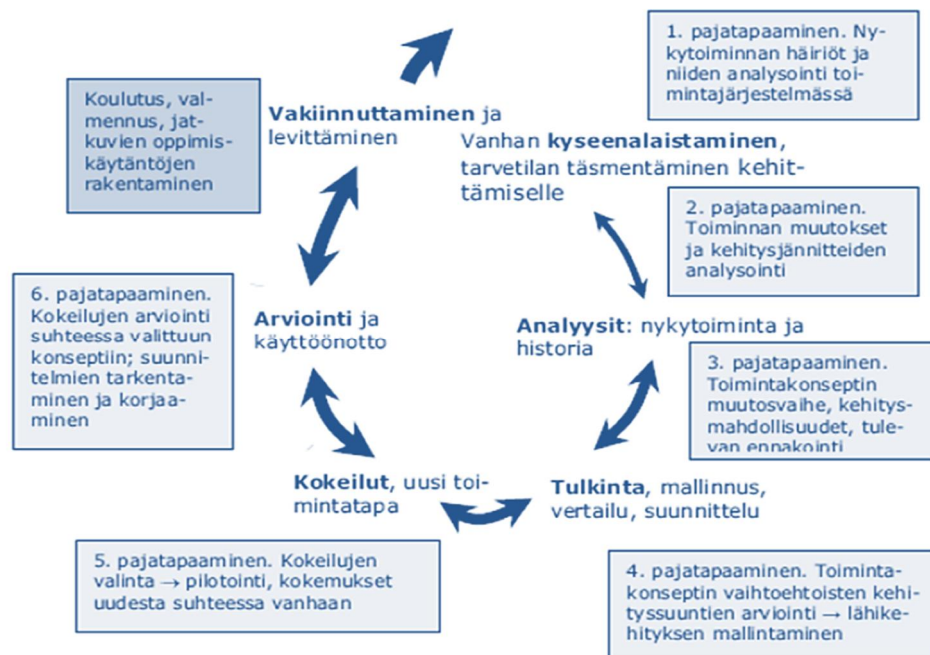 1. pajatapaaminen. Ny-
kytoiminnan häiriöt ja
niiden analysointi toi-
mintajärjestelmässä
Koulutus, val-
mennus, jat-
kuvien oppimis-
käytäntöjen
rakentaminen
Vakiinnuttaminen ja
levittäminen
Vanhan kyseenalaistaminen,
tarvetilan täsmentäminen kehit-
tämiselle
2. pajatapaaminen.
Toiminnan muutokset
ja kehitysjännitteiden
analysointi
6. pajatapaaminen.
Kokeilujen arviointi
suhteessa valittuun
konseptiin; suunni-
telmien tarkenta-
minen ja korjaa-
minen
Arviointi ja
käyttöönotto
Analyysit: nykytoiminta ja
historia
3. pajatapaaminen.
Toimintakonseptin
muutosvaihe, kehitys-
mahdollisuudet, tule-
van ennakointi
Kokeilut, uusi toi-
mintatapa
Tulkinta, mallinnus,
vertailu, suunnittelu
5. pajatapaaminen. Kokeilujen
valinta → pilotointi, kokemukset
uudesta suhteessa vanhaan
4. pajatapaaminen. Toiminta-
konseptin vaihtoehtoisten kehi-
tyssuuntien arviointi → lähike-
hityksen mallintaminen